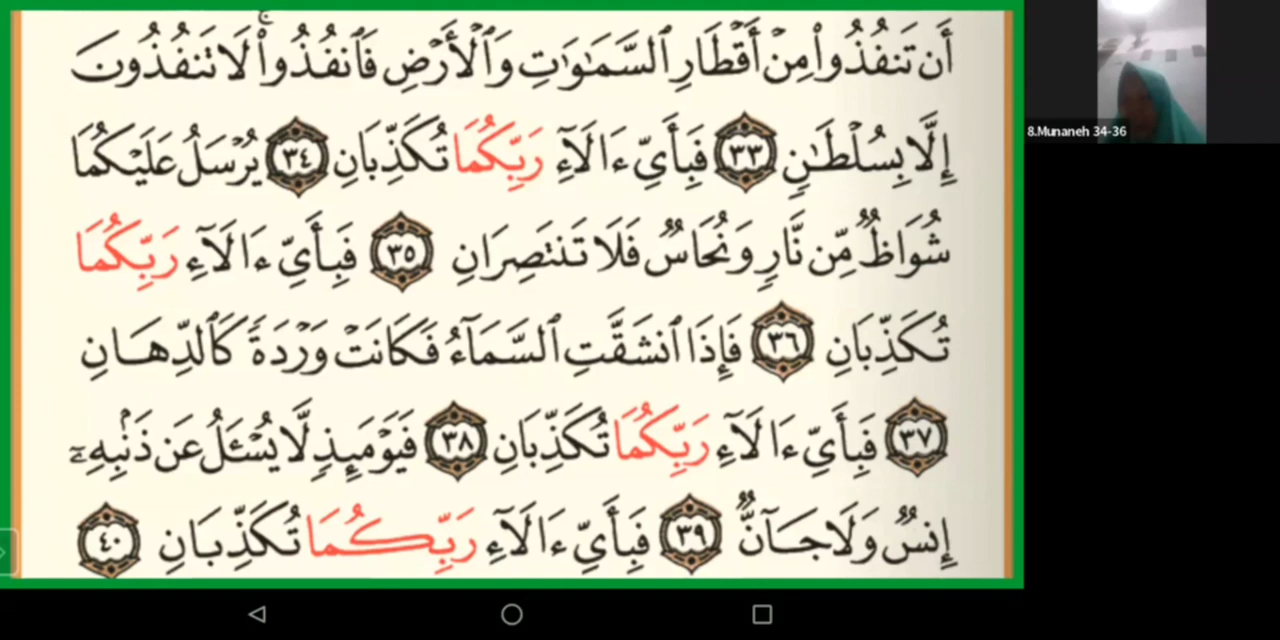 أَن تَنفُذُوا۟ مِنْ أَقْطَارِ ٱلسَّمَٰوَٰتِ وَٱلْأَرْضِ فَٱنفُذُوا۟ ۚ لَا تَنفُذُونَ
إِلَّا بِسُلْطَٰنٍ ٣٣ فَبِأَىِّ ءَالَآءِ رَبِّكُمَا تُكَذِّبَانِ ٣٤ يُرْسَلُ عَلَيْكُمَا
شُوَاظٌ مِّن نَّارٍ وَنُحَاسٌ فَلَا تَنتَصِرَانِ ٣٥ فَبِأَىِّ ءَالَآءِ رَبِّكُمَا
تُكَذِّبَانِ ٣٦ فَإِذَا ٱنشَقَّتِ ٱلسَّمَآءُ فَكَانَتْ وَرْدَةً كَٱلدِّهَانِ
٣٧ فَبِأَىِّ ءَالَآءِ رَبِّكُمَا تُكَذِّبَانِ ٣٨ فَيَوْمَئِذٍ لَّا يُسْـَٔلُ عَن ذَنۢبِهِۦٓ
إِنسٌ وَلَا جَآنٌّ ٣٩ فَبِأَىِّ ءَالَآءِ رَبِّكُمَا تُكَذِّبَانِ ٤٠
8.Munaneh 34-36